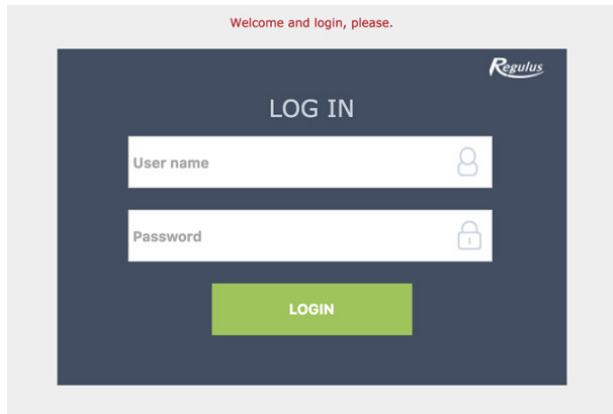 Welcome and login, please.
Regulus
LOG IN
User name
Password
LOGIN